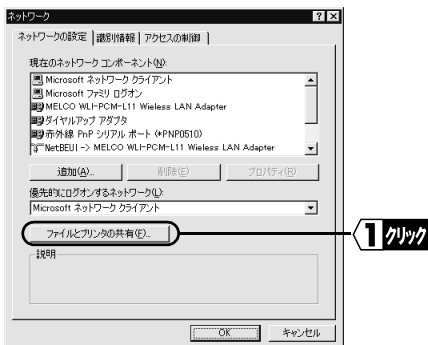 ネットワーク
ネットワークの設定 識別情報 アクセスの制御
現在のネットワーク コンポーネント(N):
Microsoft ネットワーク クライアント
Microsoft ファミリ ログオン
MELCO WLI-PCM-L11 Wieless LAN Adapter
ダイヤルアップ アダプタ
赤外線 PnP シリアル ポート (*PNP0510)
NetBEUI -> MELCO WLI-PCM-L11 Wieless LAN Adapter
追加(A)... 削除(E) プロパティ(R)
優先的にログオンするネットワーク(L):
Microsoft ネットワーク クライアント
ファイルとプリンタの共有(F)...
1 クリック
説明
OK キャンセル